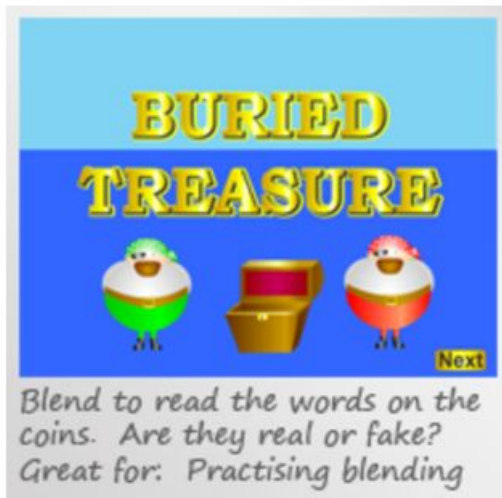 BURIED
TREASURE
Next
Blend to read the words on the
coins.  Are they real or fake?
Great for:  Practising blending